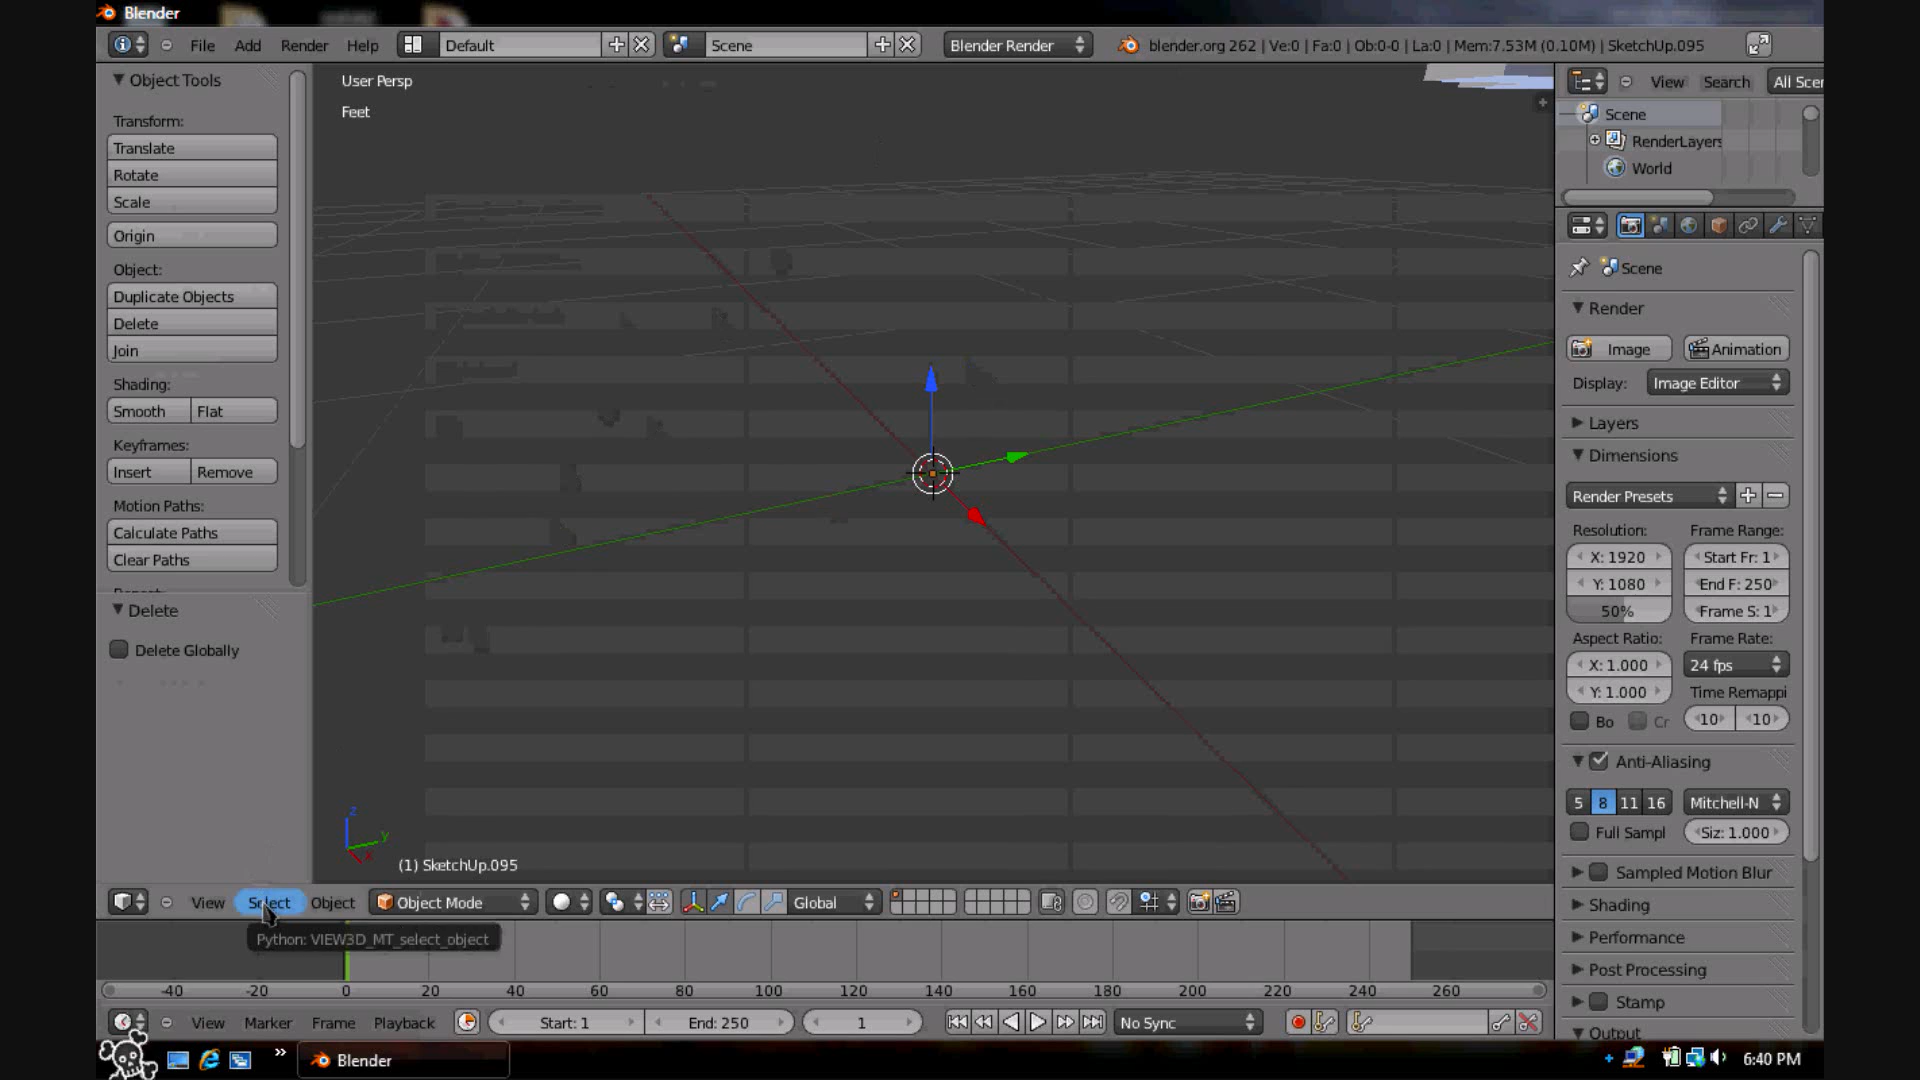 Blender
File Add Render Help Default Scene Blender Render blender.org 262 | Ve:0 | Fa:0 | Ob:0-0 | La:0 | Mem:7.53M (0.10M) | SketchUp.095
Object Tools
Transform:
Translate
Rotate
Scale
Origin
Object:
Duplicate Objects
Delete
Join
Shading:
Smooth Flat
Keyframes:
Insert Remove
Motion Paths:
Calculate Paths
Clear Paths
Delete
Delete Globally
User Persp
Feet
z
y
x
(1) SketchUp.095
View Select Object Object Mode Global
Python: VIEW3D_MT_select_object
-40 -20 0 20 40 60 80 100 120 140 160 180 200 220 240 260
View Marker Frame Playback Start: 1 End: 250 1 No Sync
View Search All Scer
Scene
RenderLayers
World
Scene
Render
Image Animation
Display: Image Editor
Layers
Dimensions
Render Presets
Resolution: Frame Range:
X: 1920 Start Fr: 1
Y: 1080 End F: 250
50% Frame S: 1
Aspect Ratio: Frame Rate:
X: 1.000 24 fps
Y: 1.000 Time Remappi
Bo Cr 10 10
Anti-Aliasing
5 8 11 16 Mitchell-N
Full Sampl Siz: 1.000
Sampled Motion Blur
Shading
Performance
Post Processing
Stamp
Output
Blender 6:40 PM